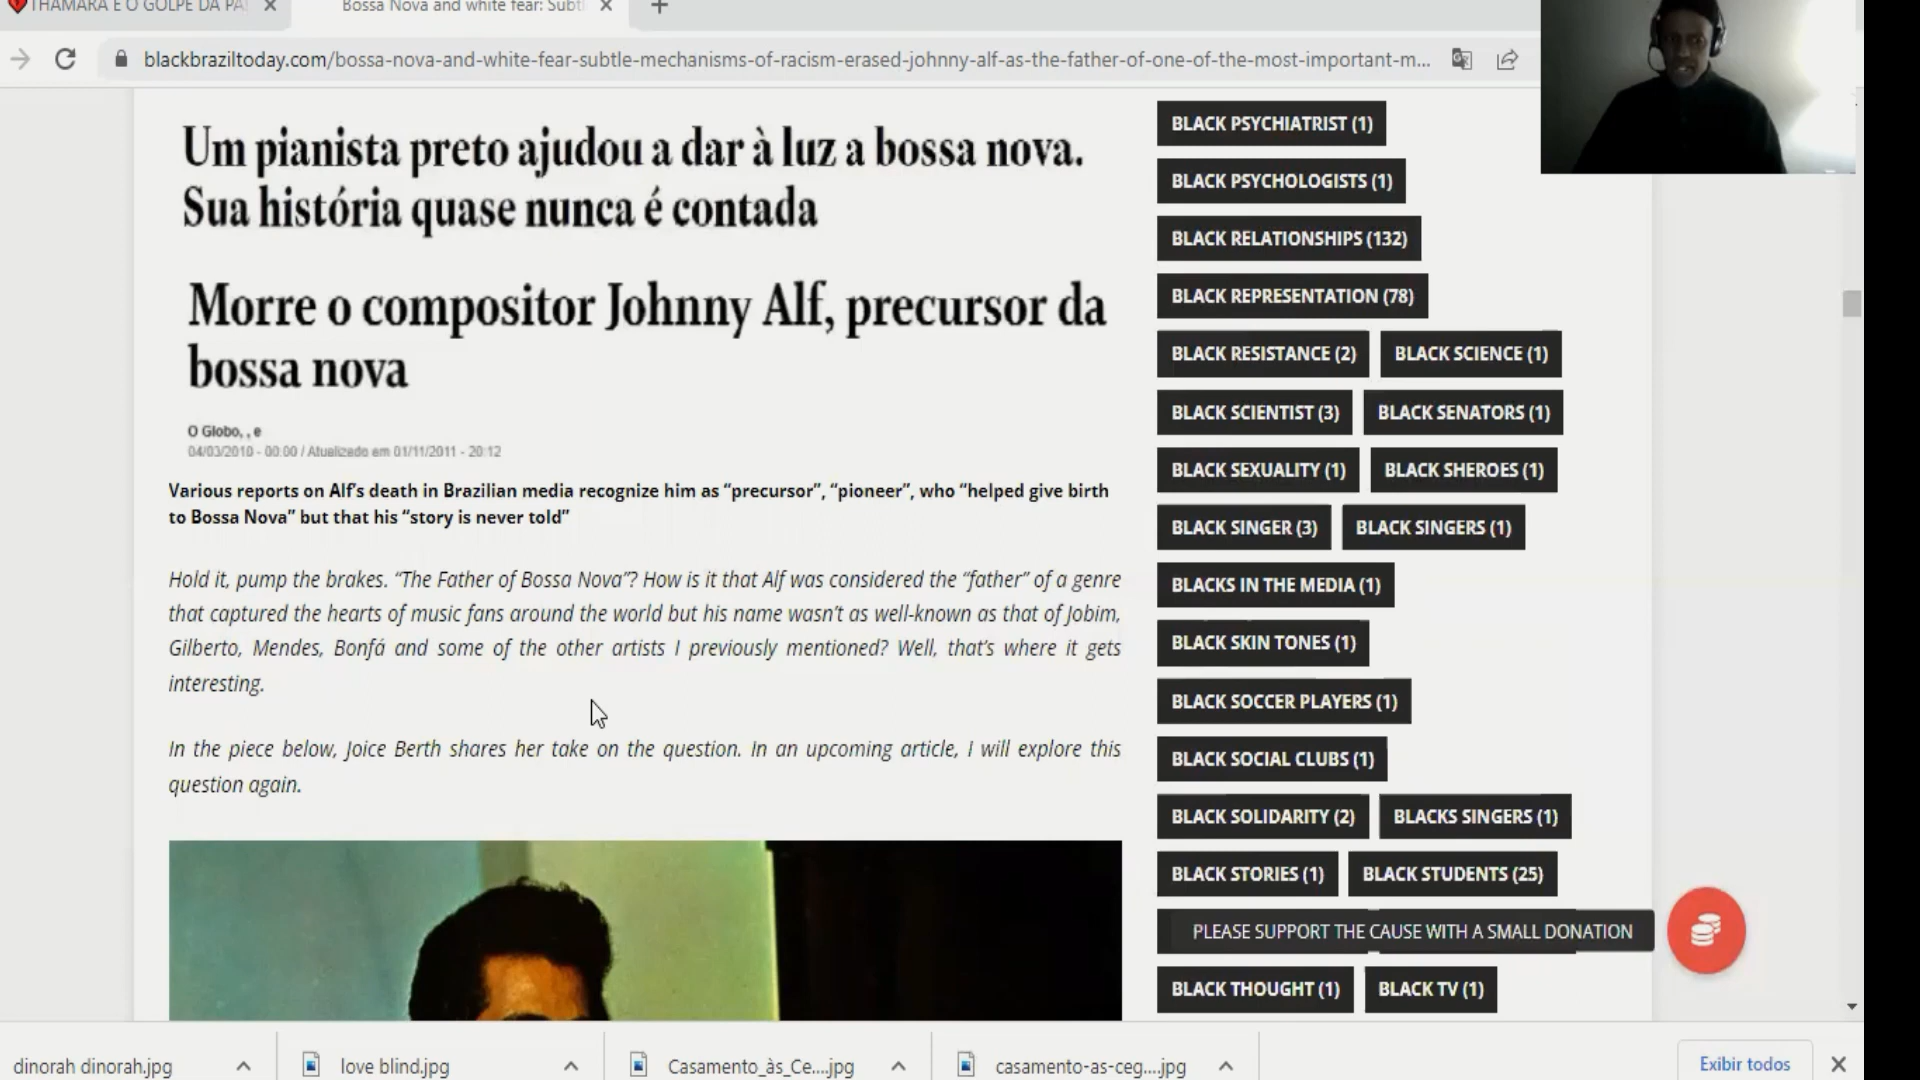 THAMARA E O GOLPE DA PA
Bossa Nova and white fear: Subt
blackbraziltoday.com/bossa-nova-and-white-fear-subtle-mechanisms-of-racism-erased-johnny-alf-as-the-father-of-one-of-the-most-important-m...
Um pianista preto ajudou a dar à luz a bossa nova.
Sua história quase nunca é contada
Morre o compositor Johnny Alf, precursor da
bossa nova
O Globo, , e
04/03/2010 - 00:00 / Atualizado em 01/11/2011 - 20:12
Various reports on Alf's death in Brazilian media recognize him as “precursor”, “pioneer”, who “helped give birth
to Bossa Nova” but that his “story is never told”
Hold it, pump the brakes. “The Father of Bossa Nova”? How is it that Alf was considered the “father” of a genre
that captured the hearts of music fans around the world but his name wasn't as well-known as that of Jobim,
Gilberto, Mendes, Bonfá and some of the other artists I previously mentioned? Well, that's where it gets
interesting.
In the piece below, Joice Berth shares her take on the question. In an upcoming article, I will explore this
question again.
BLACK PSYCHIATRIST (1)
BLACK PSYCHOLOGISTS (1)
BLACK RELATIONSHIPS (132)
BLACK REPRESENTATION (78)
BLACK RESISTANCE (2) BLACK SCIENCE (1)
BLACK SCIENTIST (3) BLACK SENATORS (1)
BLACK SEXUALITY (1) BLACK SHEROES (1)
BLACK SINGER (3) BLACK SINGERS (1)
BLACKS IN THE MEDIA (1)
BLACK SKIN TONES (1)
BLACK SOCCER PLAYERS (1)
BLACK SOCIAL CLUBS (1)
BLACK SOLIDARITY (2) BLACKS SINGERS (1)
BLACK STORIES (1) BLACK STUDENTS (25)
PLEASE SUPPORT THE CAUSE WITH A SMALL DONATION
BLACK THOUGHT (1) BLACK TV (1)
dinorah dinorah.jpg
love blind.jpg
Casamento_às_Ce....jpg
casamento-as-ceg....jpg
Exibir todos